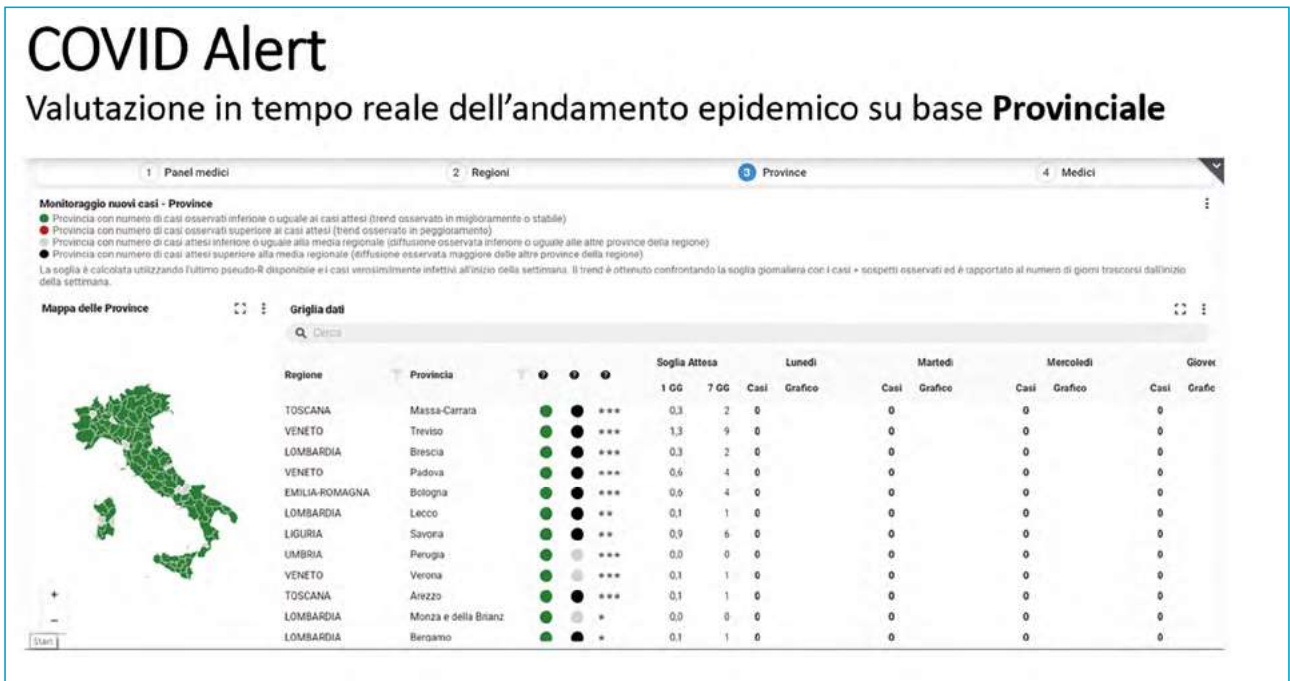 COVID Alert
Valutazione in tempo reale dell'andamento epidemico su base Provinciale
1 Panel medici 2 Regioni 3 Province 4 Medici
Monitoraggio nuovi casi - Province
Provincia con numero di casi osservati inferiore o uguale ai casi attesi (trend osservato in miglioramento o stabile)
Provincia con numero di casi osservati superiore ai casi attesi (trend osservato in peggioramento)
Provincia con numero di casi attesi inferiore o uguale alla media regionale (diffusione osservata inferiore o uguale alle altre province della regione)
Provincia con numero di casi attesi superiore alla media regionale (diffusione osservata maggiore delle altre province della regione)
La soglia è calcolata utilizzando l'ultimo pseudo-R disponibile e i casi verosimilmente infettivi all'inizio della settimana. Il trend è ottenuto confrontando la soglia giornaliera con i casi + sospetti osservati ed è rapportato al numero di giorni trascorsi dall'inizio
della settimana.
Mappa delle Province Griglia dati
Cerca
Soglia Attesa Lunedì Martedì Mercoledì Giovec
Regione Provincia ? ? ?
1 GG 7 GG Casi Grafico Casi Grafico Casi Grafico Casi Grafic
TOSCANA Massa-Carrara *** 0,3 2 0 0 0 0
VENETO Treviso *** 1,3 9 0 0 0 0
LOMBARDIA Brescia *** 0,3 2 0 0 0 0
VENETO Padova *** 0,6 4 0 0 0 0
EMILIA-ROMAGNA Bologna *** 0,6 4 0 0 0 0
LOMBARDIA Lecco ** 0,1 1 0 0 0 0
LIGURIA Savona ** 0,9 6 0 0 0 0
UMBRIA Perugia *** 0,0 0 0 0 0 0
VENETO Verona *** 0,1 1 0 0 0 0
TOSCANA Arezzo *** 0,1 1 0 0 0 0
LOMBARDIA Monza e della Brianz * 0,0 0 0 0 0 0
LOMBARDIA Bergamo * 0,1 1 0 0 0 0
+
−
Start